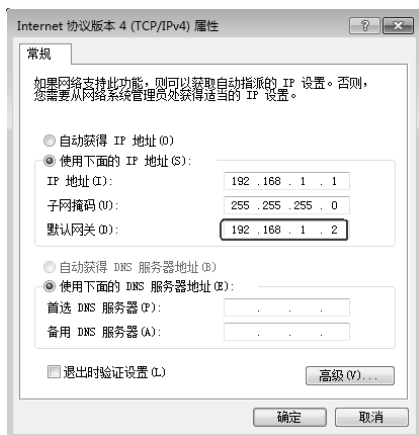 Internet 协议版本 4 (TCP/IPv4) 属性
常规
如果网络支持此功能，则可以获取自动指派的 IP 设置。否则，
您需要从网络系统管理员处获得适当的 IP 设置。
自动获得 IP 地址(O)
使用下面的 IP 地址(S):
IP 地址(I): 192 .168 . 1 . 1
子网掩码(U): 255 .255 .255 . 0
默认网关(D): 192 .168 . 1 . 2
自动获得 DNS 服务器地址(B)
使用下面的 DNS 服务器地址(E):
首选 DNS 服务器(P): . . .
备用 DNS 服务器(A): . . .
退出时验证设置(L)
高级(V)...
确定 取消